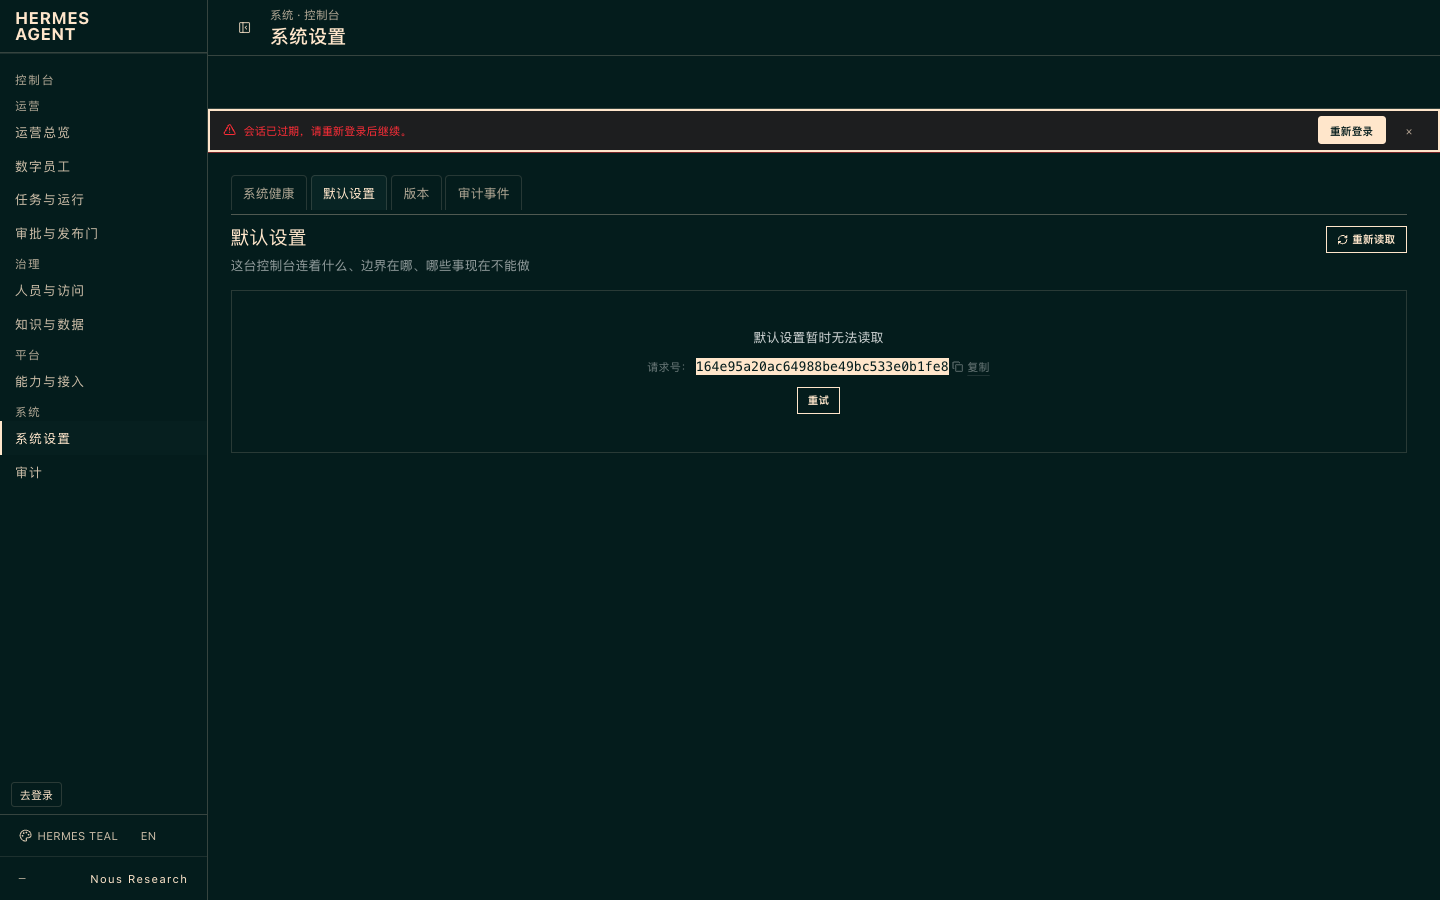 HERMES
AGENT
控制台
运营
运营总览
数字员工
任务与运行
审批与发布门
治理
人员与访问
知识与数据
平台
能力与接入
系统
系统设置
审计
去登录
HERMES TEAL EN
— Nous Research
系统 · 控制台
系统设置
会话已过期，请重新登录后继续。 重新登录 ×
系统健康 默认设置 版本 审计事件
默认设置 重新读取
这台控制台连着什么、边界在哪、哪些事现在不能做
默认设置暂时无法读取
请求号: 164e95a20ac64988be49bc533e0b1fe8 复制
重试